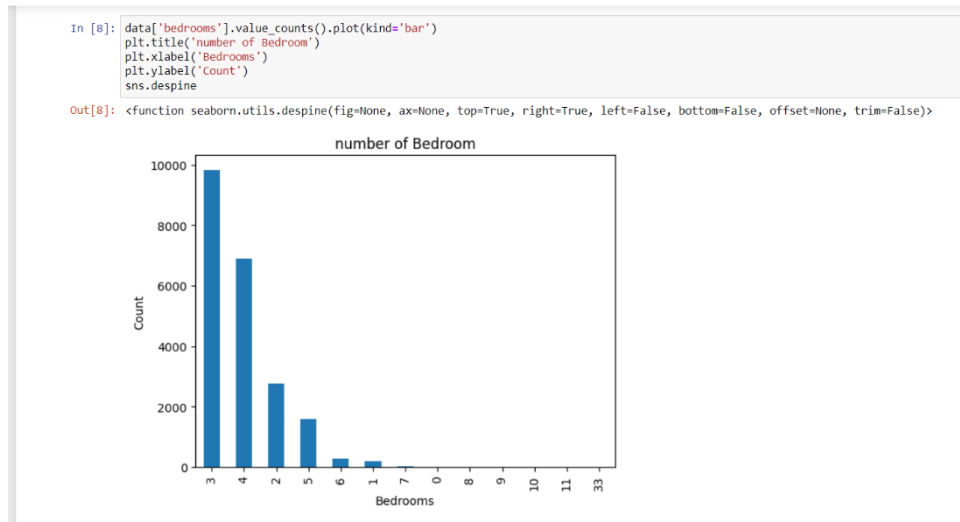 In [8]: data['bedrooms'].value_counts().plot(kind='bar')
plt.title('number of Bedroom')
plt.xlabel('Bedrooms')
plt.ylabel('Count')
sns.despine
Out[8]: <function seaborn.utils.despine(fig=None, ax=None, top=True, right=True, left=False, bottom=False, offset=None, trim=False)>
number of Bedroom
10000
8000
6000
4000
2000
0
Count
3 4 2 5 6 1 7 0 8 9 10 11 33
Bedrooms